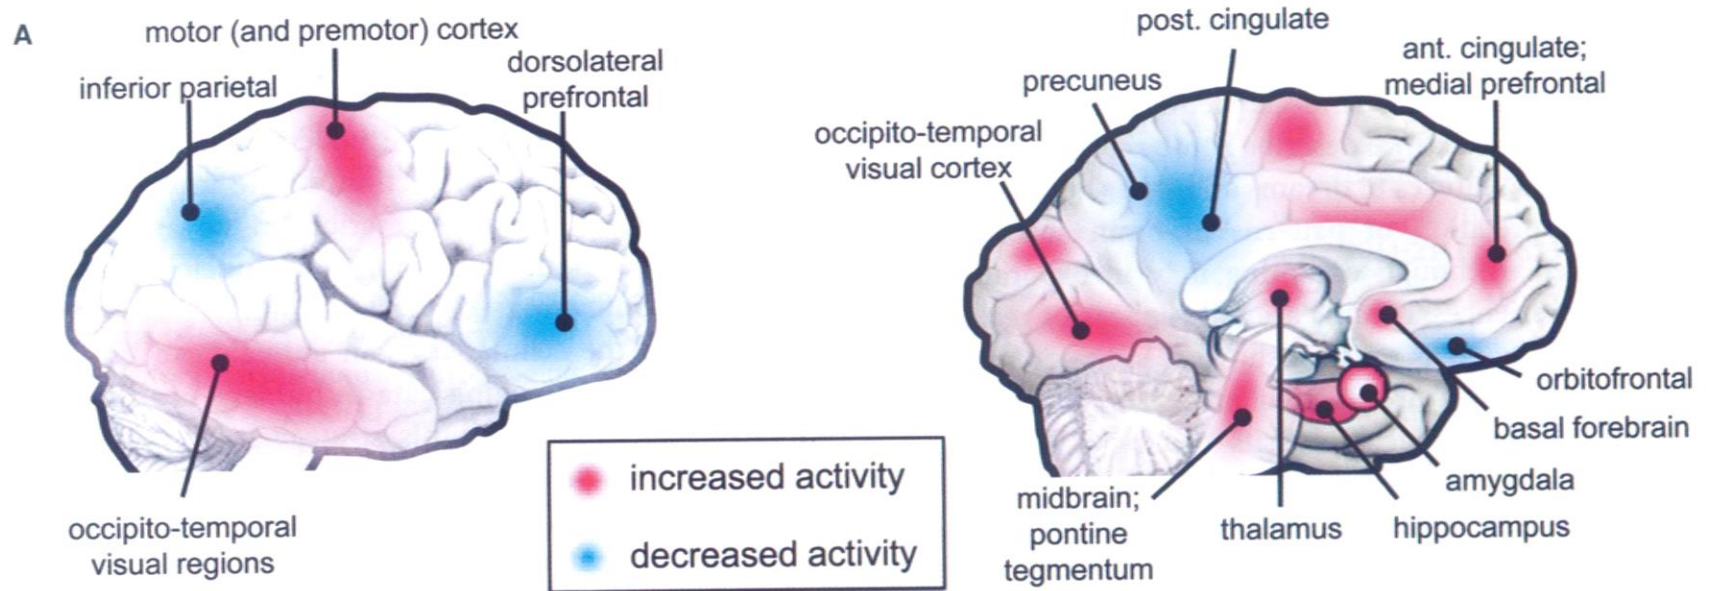 A
motor (and premotor) cortex
inferior parietal
dorsolateral
prefrontal
occipito-temporal
visual regions
increased activity
decreased activity
post. cingulate
precuneus
ant. cingulate;
medial prefrontal
occipito-temporal
visual cortex
orbitofrontal
basal forebrain
amygdala
hippocampus
thalamus
midbrain;
pontine
tegmentum